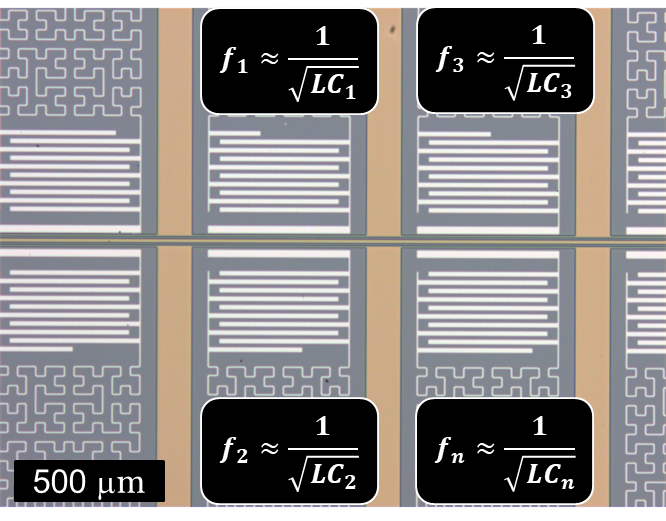 f₁ ≈ 1/√LC₁
f₃ ≈ 1/√LC₃
f₂ ≈ 1/√LC₂
fₙ ≈ 1/√LCₙ
500 μm